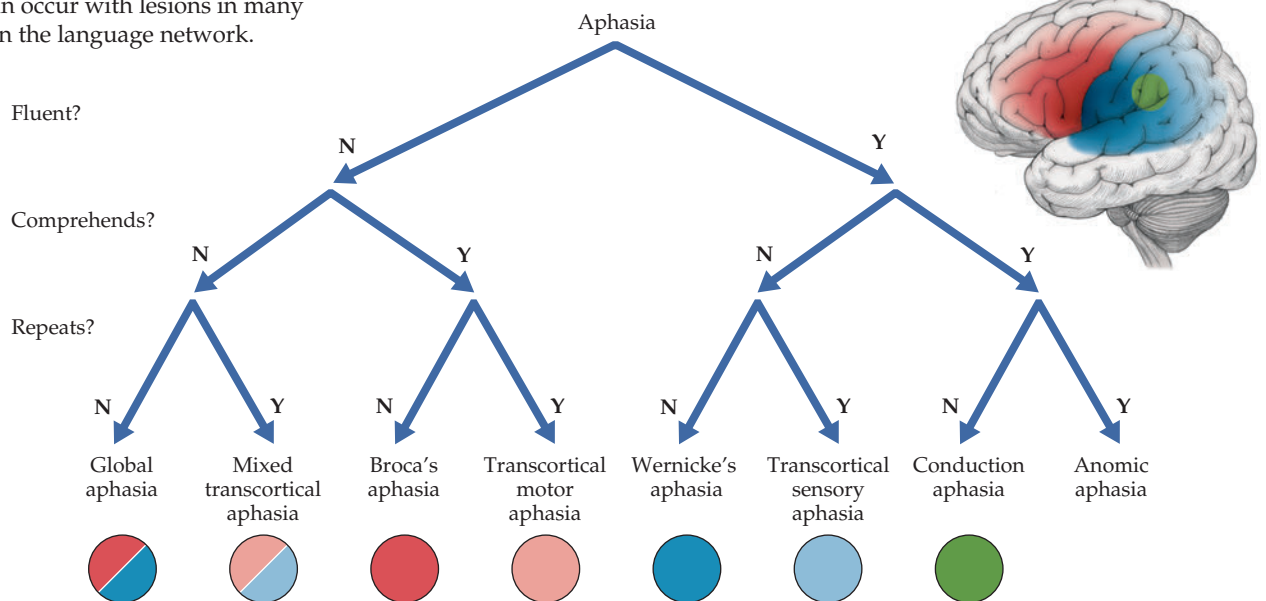 n occur with lesions in many
n the language network.
Aphasia
Fluent?
N
Y
Comprehends?
N
Y
N
Y
Repeats?
N
Y
N
Y
N
Y
N
Y
Global
aphasia
Mixed
transcortical
aphasia
Broca’s
aphasia
Transcortical
motor
aphasia
Wernicke’s
aphasia
Transcortical
sensory
aphasia
Conduction
aphasia
Anomic
aphasia